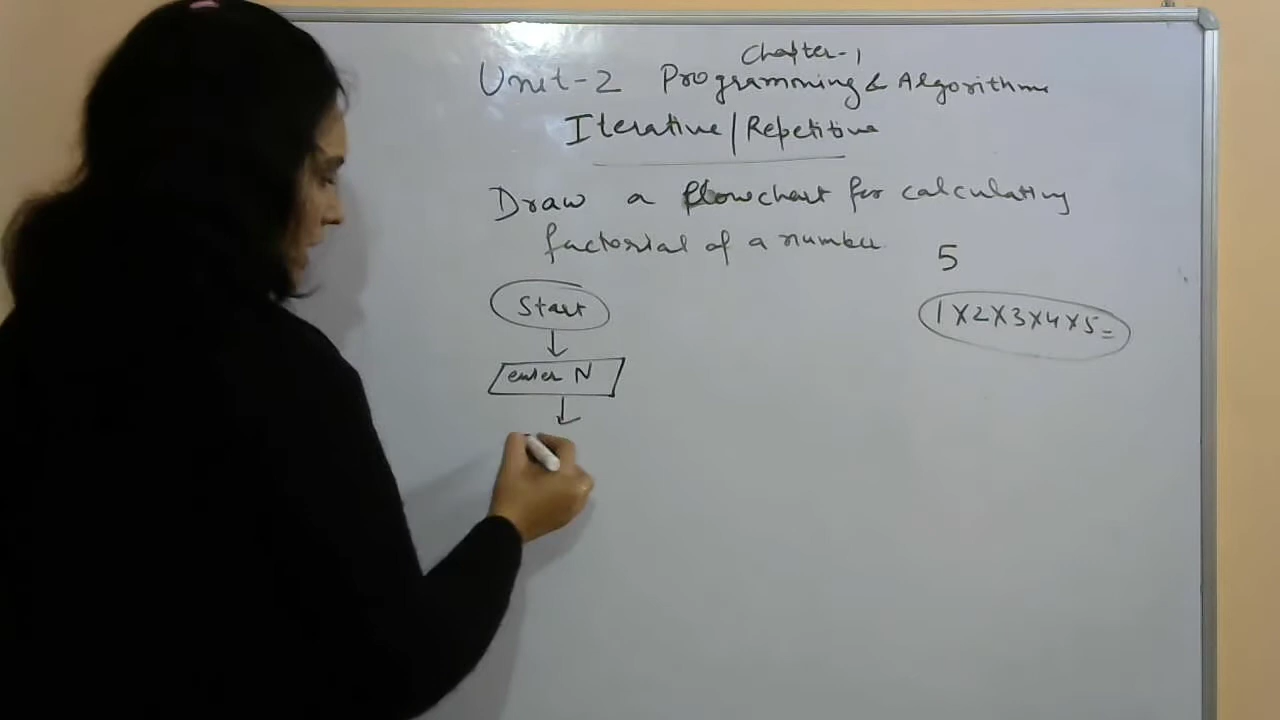 Chapter-1
Unit-2 Programming & Algorithms
Iterative/Repetitive
Draw a flowchart for calculating
factorial of a number
5
Start
1X2X3X4X5=
enter N